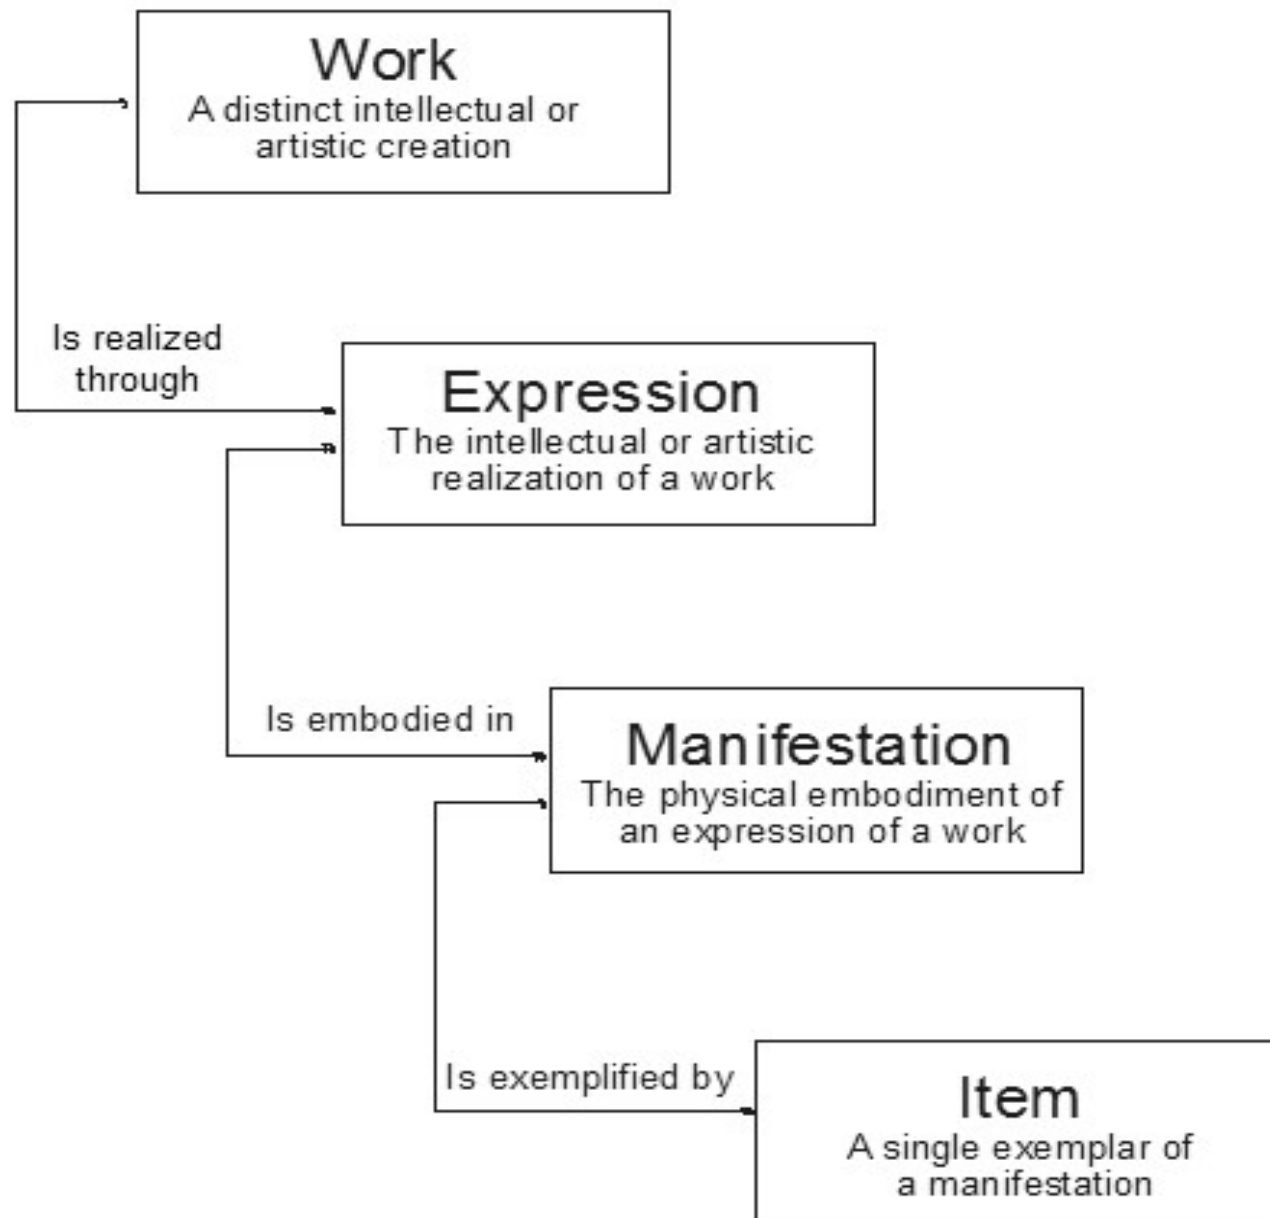 Work
A distinct intellectual or
artistic creation
Is realized
through
Expression
The intellectual or artistic
realization of a work
Is embodied in
Manifestation
The physical embodiment of
an expression of a work
Is exemplified by
Item
A single exemplar of
a manifestation